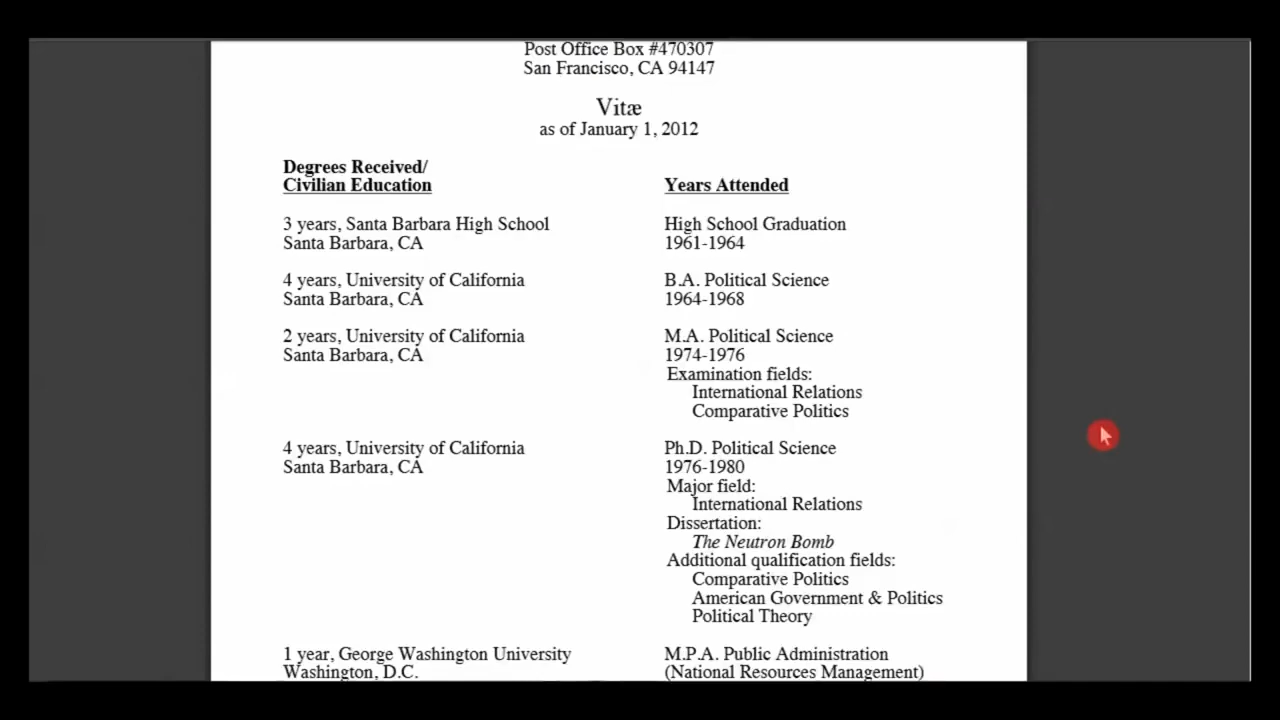 Post Office Box #470307
San Francisco, CA 94147
Vitæ
as of January 1, 2012
Degrees Received/
Civilian Education
Years Attended
3 years, Santa Barbara High School
Santa Barbara, CA
High School Graduation
1961-1964
4 years, University of California
Santa Barbara, CA
B.A. Political Science
1964-1968
2 years, University of California
Santa Barbara, CA
M.A. Political Science
1974-1976
Examination fields:
International Relations
Comparative Politics
4 years, University of California
Santa Barbara, CA
Ph.D. Political Science
1976-1980
Major field:
International Relations
Dissertation:
The Neutron Bomb
Additional qualification fields:
Comparative Politics
American Government & Politics
Political Theory
1 year, George Washington University
Washington, D.C.
M.P.A. Public Administration
(National Resources Management)